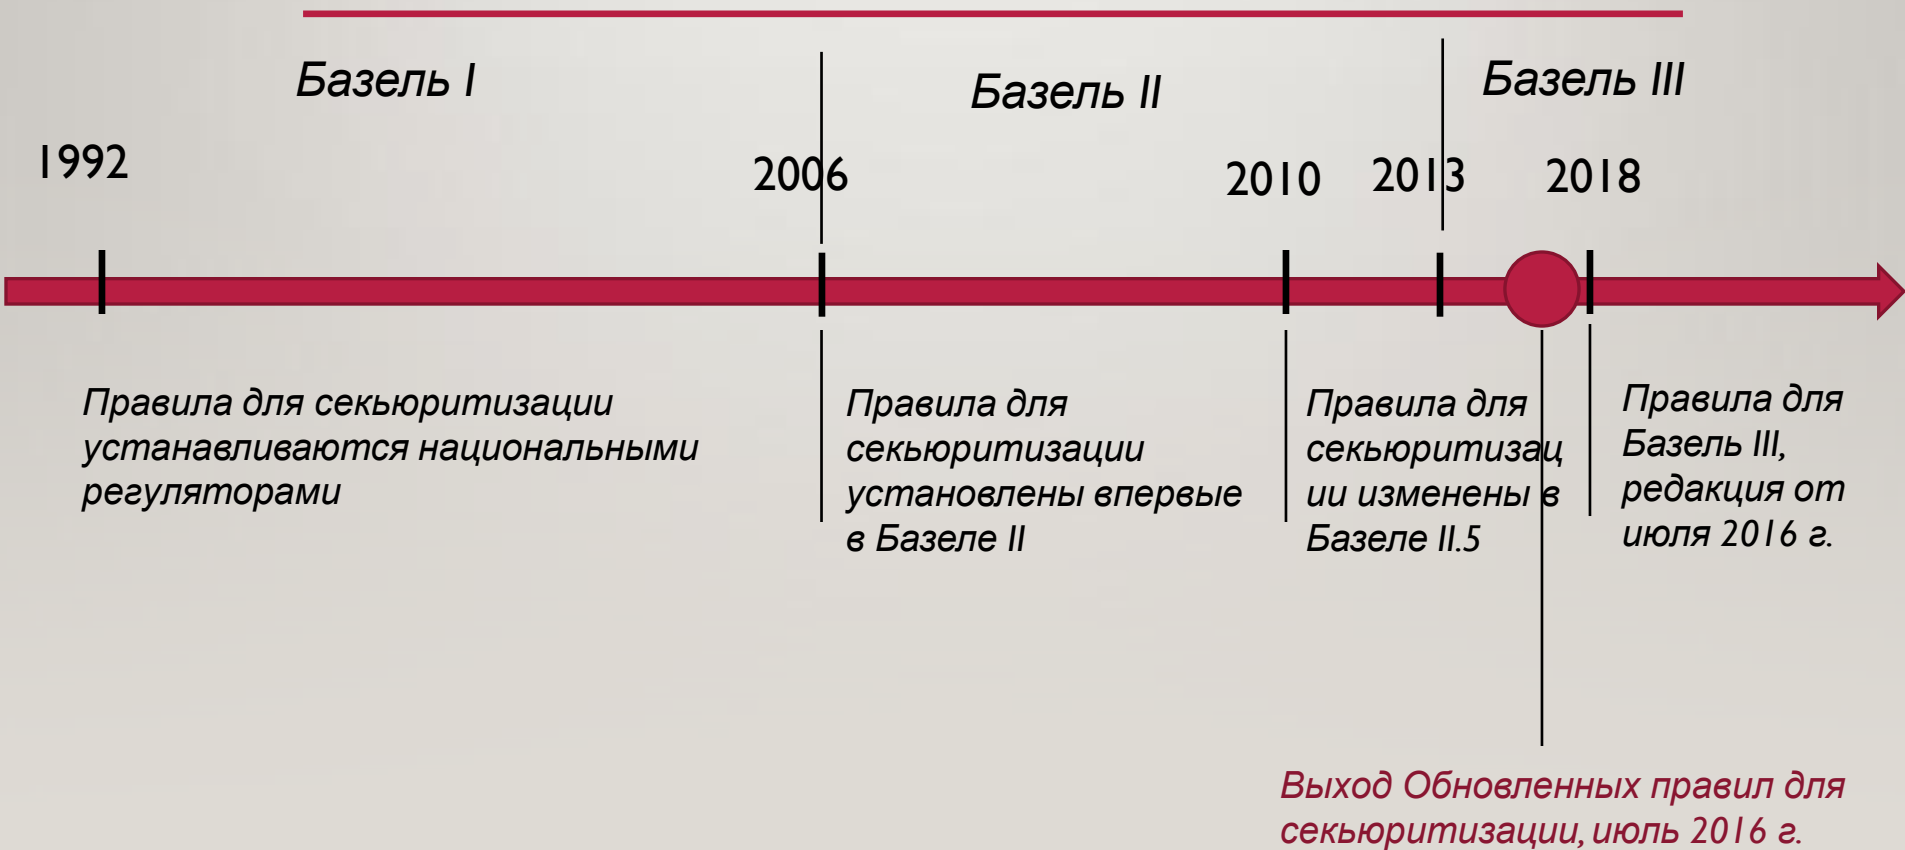 Базель I
Базель II
Базель III
1992
2006
2010
2013
2018
Правила для секьюритизации
устанавливаются национальными
регуляторами
Правила для
секьюритизации
установлены впервые
в Базеле II
Правила для
секьюритизац
ии изменены в
Базеле II.5
Правила для
Базель III,
редакция от
июля 2016 г.
Выход Обновленных правил для
секьюритизации, июль 2016 г.